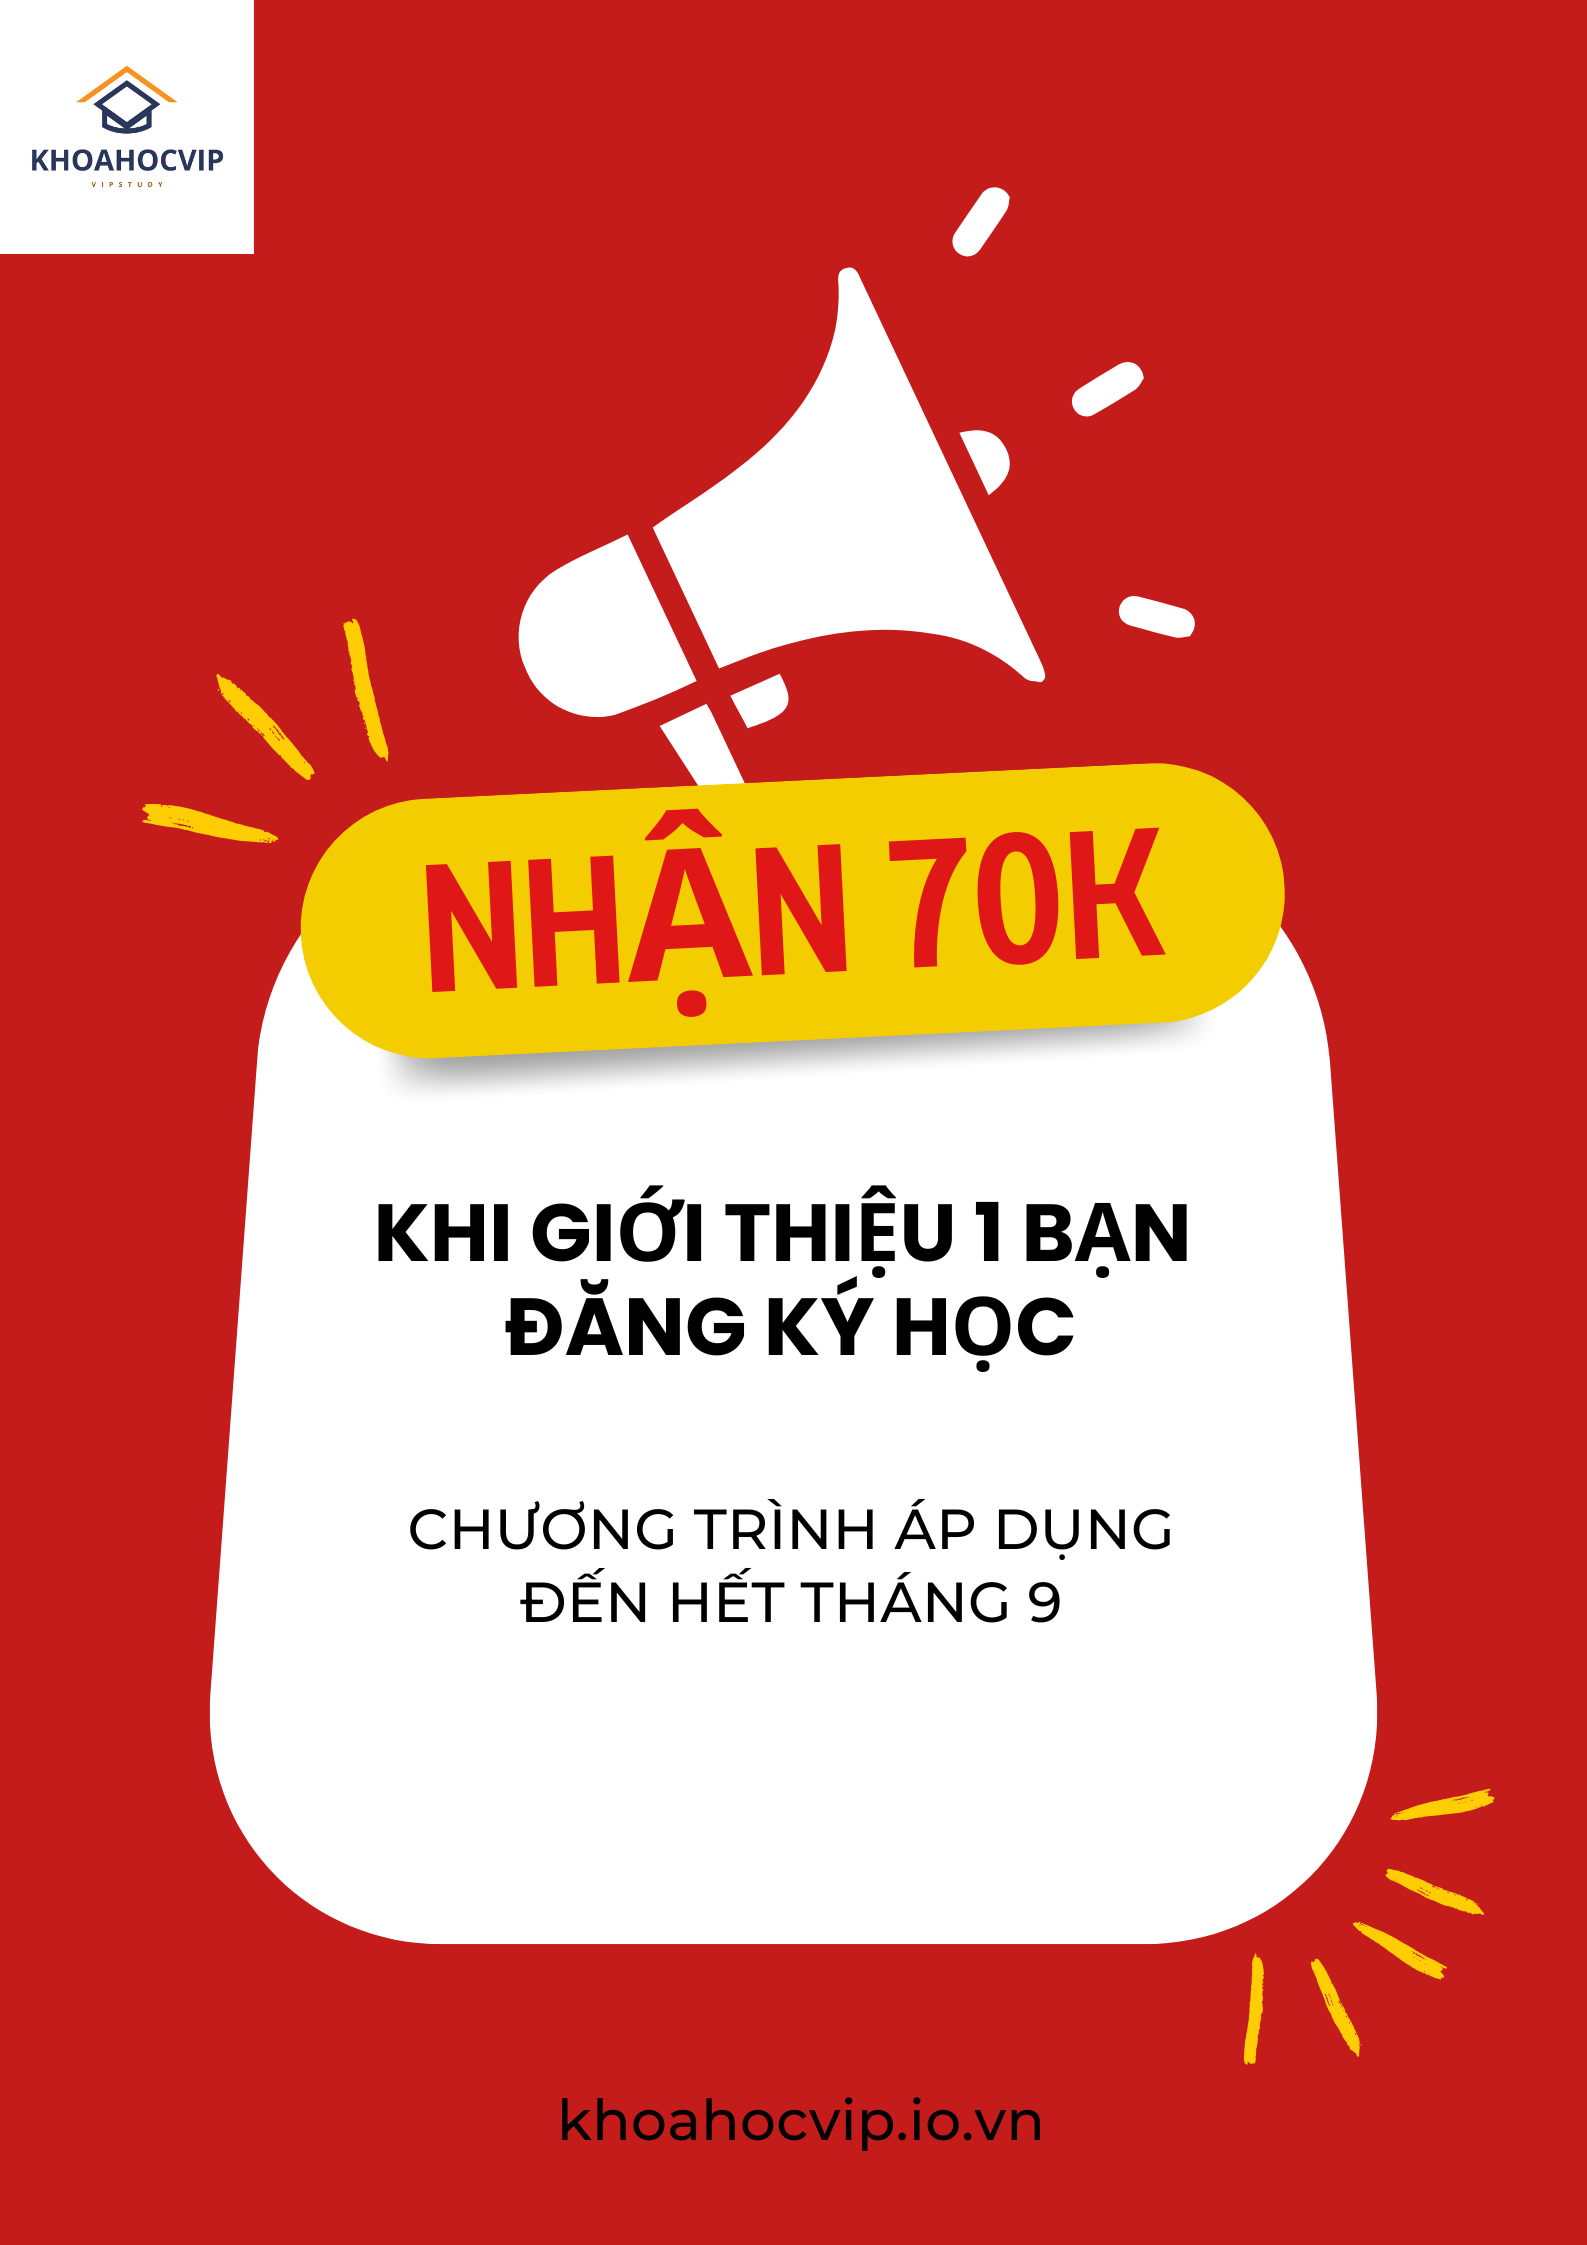 KHOAHOCVIP
VIPSTUDY
NHẬN 70K
KHI GIỚI THIỆU 1 BẠN
ĐĂNG KÝ HỌC
CHƯƠNG TRÌNH ÁP DỤNG
ĐẾN HẾT THÁNG 9
khoahocvip.io.vn